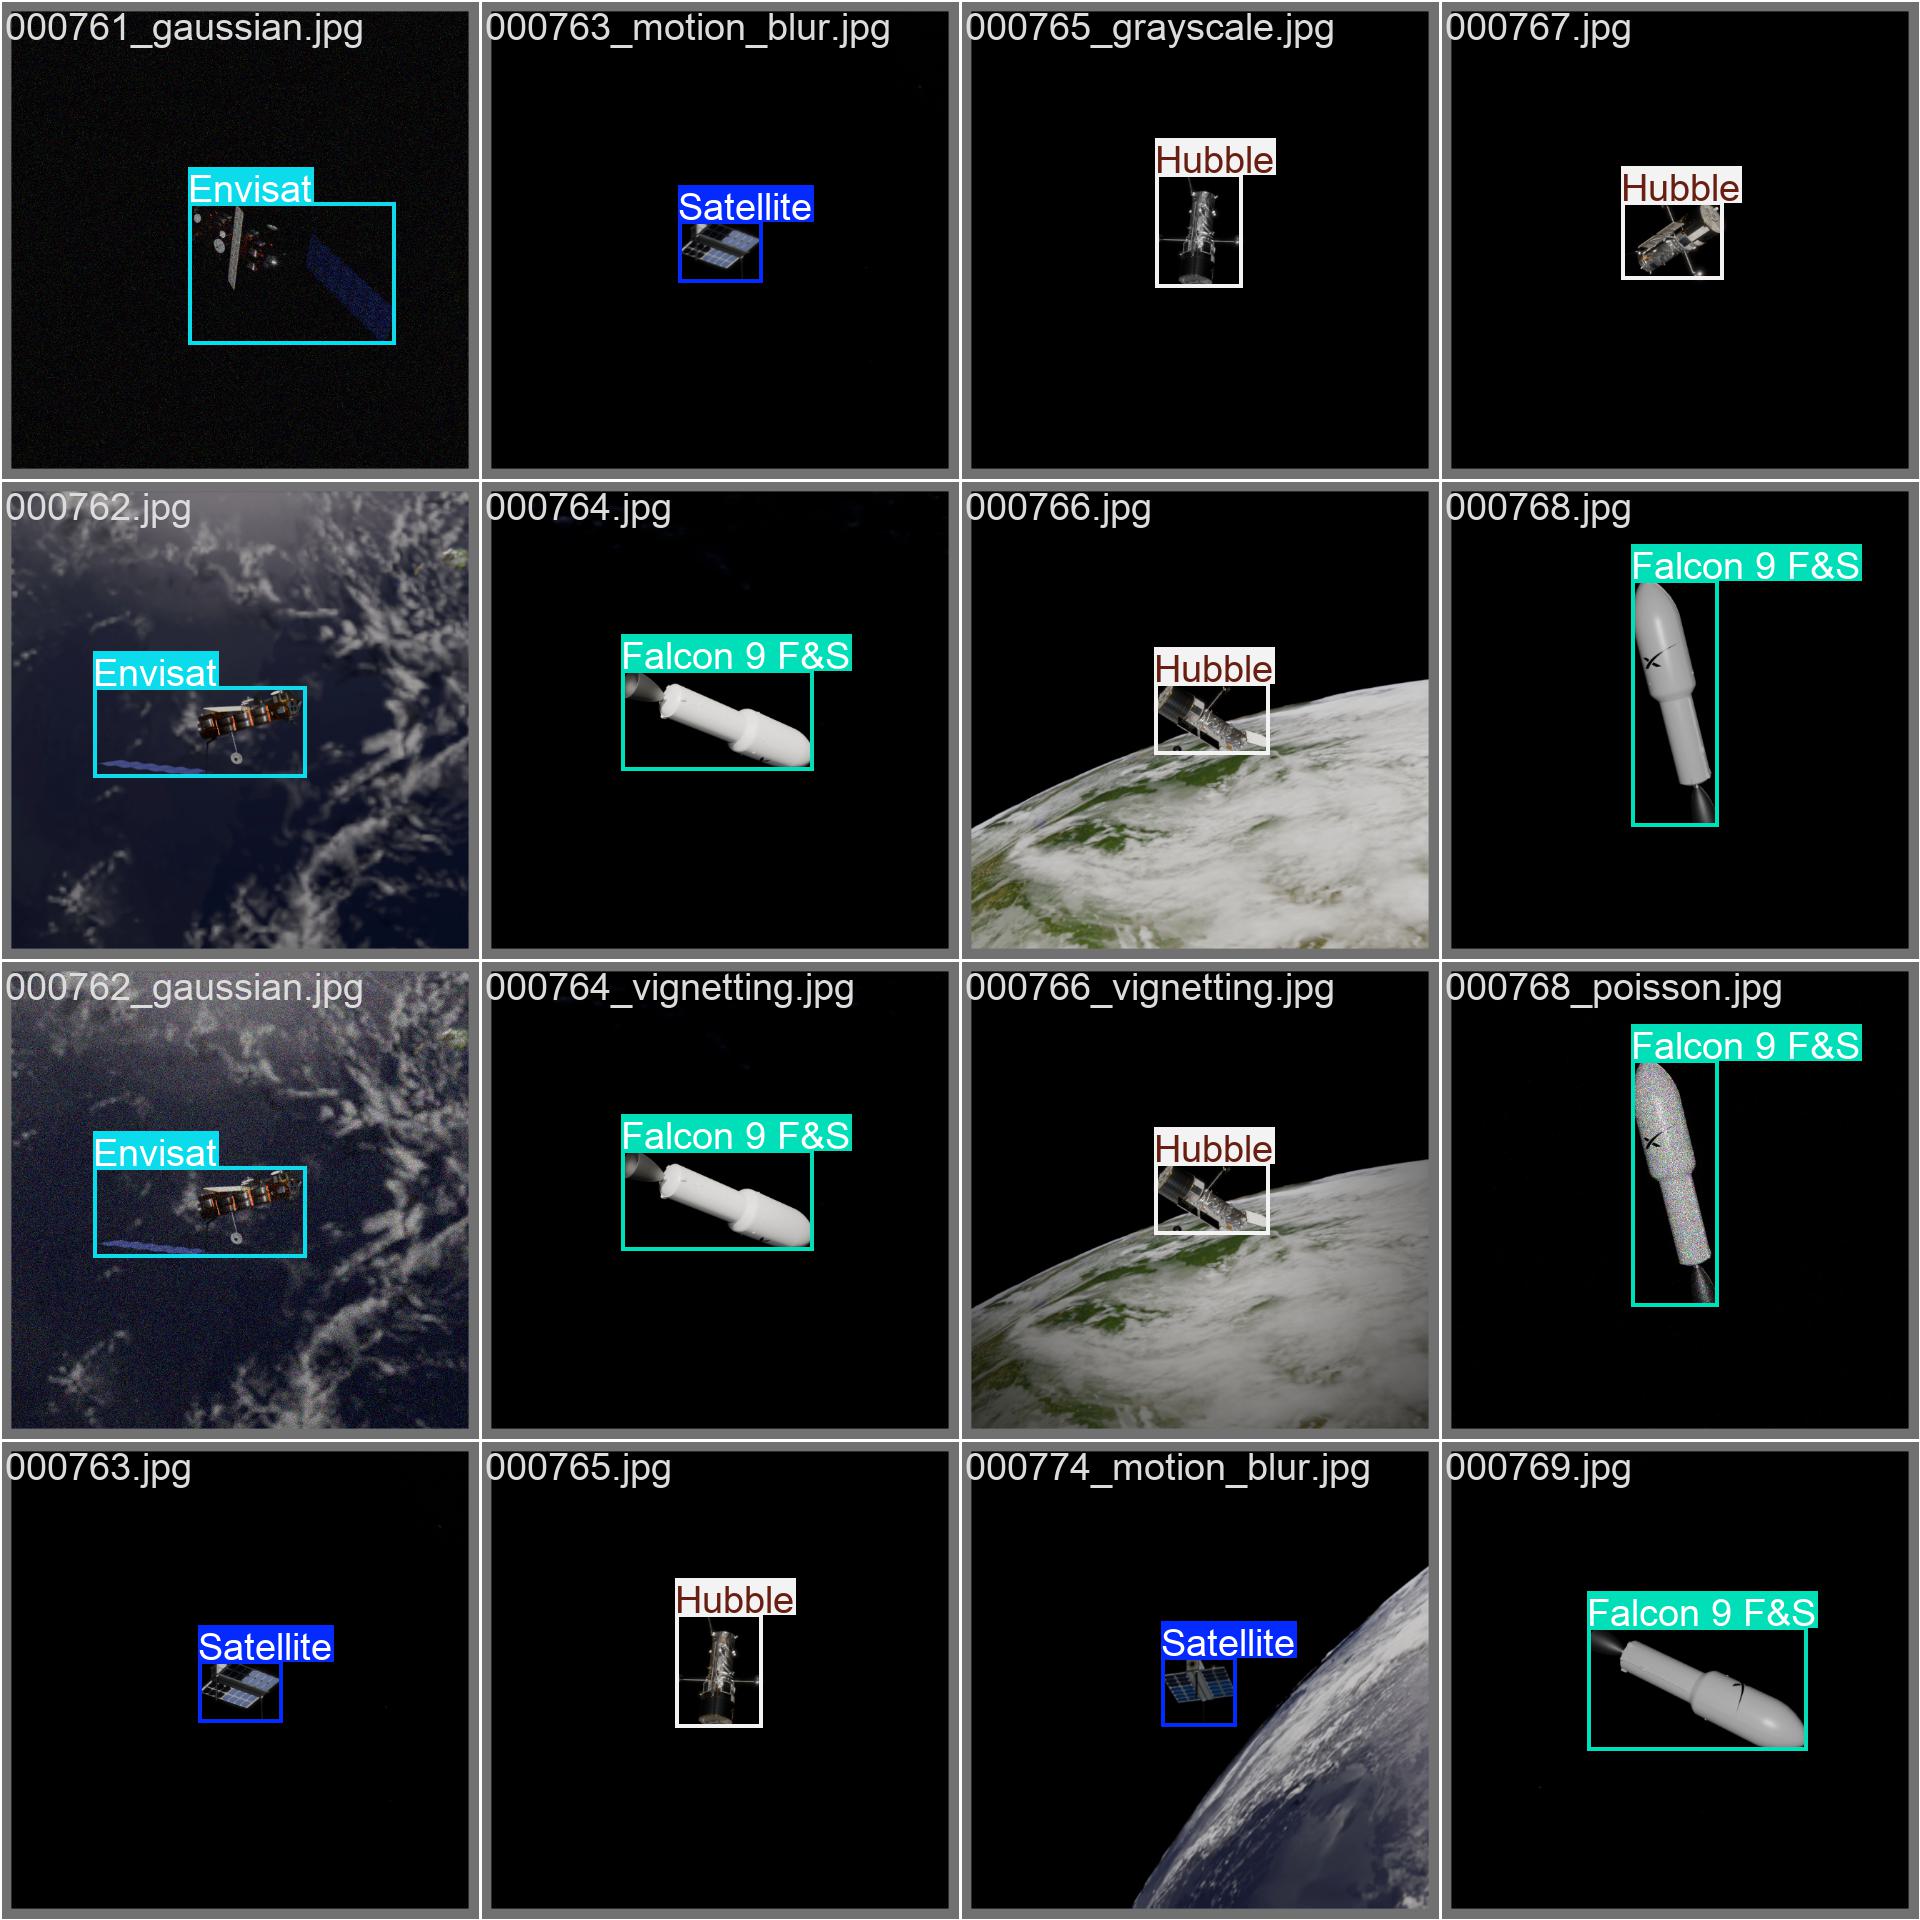 000761_gaussian.jpg
Envisat
000763_motion_blur.jpg
Satellite
000765_grayscale.jpg
Hubble
000767.jpg
Hubble
000762.jpg
Envisat
000764.jpg
Falcon 9 F&S
000766.jpg
Hubble
000768.jpg
Falcon 9 F&S
000762_gaussian.jpg
Envisat
000764_vignetting.jpg
Falcon 9 F&S
000766_vignetting.jpg
Hubble
000768_poisson.jpg
Falcon 9 F&S
000763.jpg
Satellite
000765.jpg
Hubble
000774_motion_blur.jpg
Satellite
000769.jpg
Falcon 9 F&S